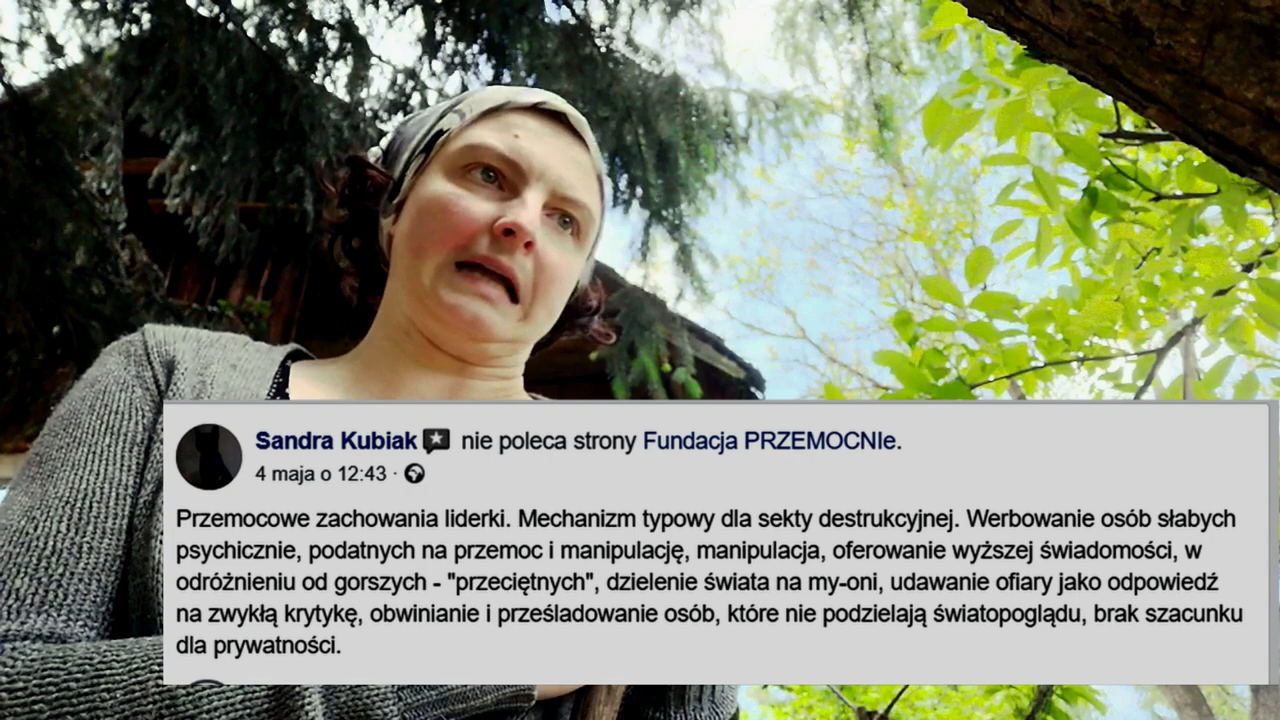 Sandra Kubiak nie poleca strony Fundacja PRZEMOCNIe.
4 maja o 12:43 ·
Przemocowe zachowania liderki. Mechanizm typowy dla sekty destrukcyjnej. Werbowanie osób słabych
psychicznie, podatnych na przemoc i manipulację, manipulacja, oferowanie wyższej świadomości, w
odróżnieniu od gorszych - "przeciętnych", dzielenie świata na my-oni, udawanie ofiary jako odpowiedź
na zwykłą krytykę, obwinianie i prześladowanie osób, które nie podzielają światopoglądu, brak szacunku
dla prywatności.